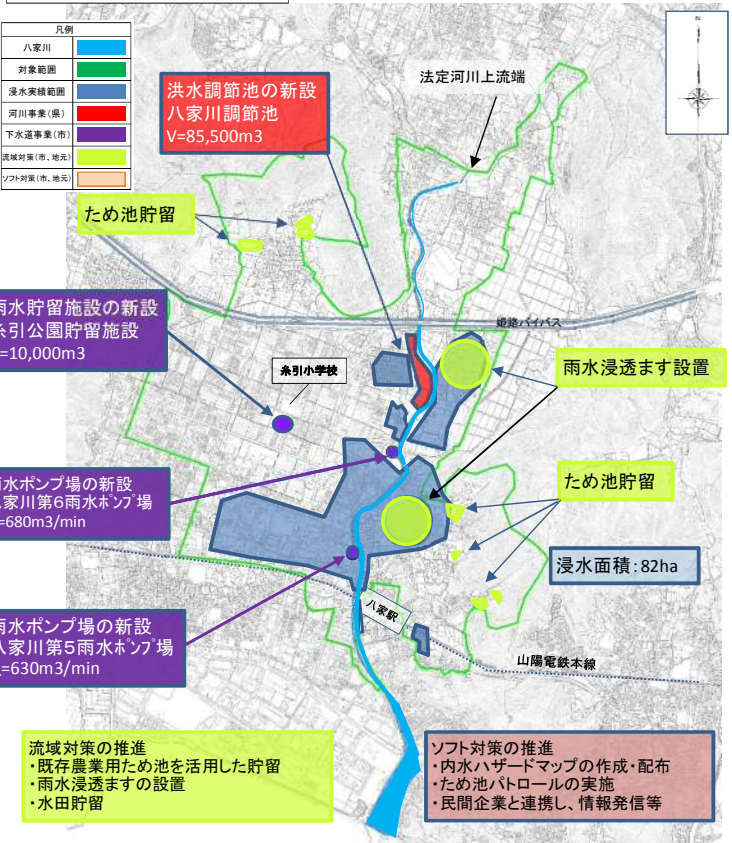 凡例
八家川
対象範囲
浸水実績範囲
河川事業(県)
下水道事業(市)
流域対策(市、地元)
ソフト対策(市、地元)
N
洪水調節池の新設
八家川調節池
V=85,500m3
法定河川上流端
ため池貯留
雨水貯留施設の新設
糸引公園貯留施設
=10,000m3
姫路バイパス
糸引小学校
雨水浸透ます設置
雨水ポンプ場の新設
八家川第6雨水ポンプ場
=680m3/min
ため池貯留
浸水面積:82ha
雨水ポンプ場の新設
八家川第5雨水ポンプ場
=630m3/min
八家駅
山陽電鉄本線
流域対策の推進
・既存農業用ため池を活用した貯留
・雨水浸透ますの設置
・水田貯留
ソフト対策の推進
・内水ハザードマップの作成・配布
・ため池パトロールの実施
・民間企業と連携し、情報発信等